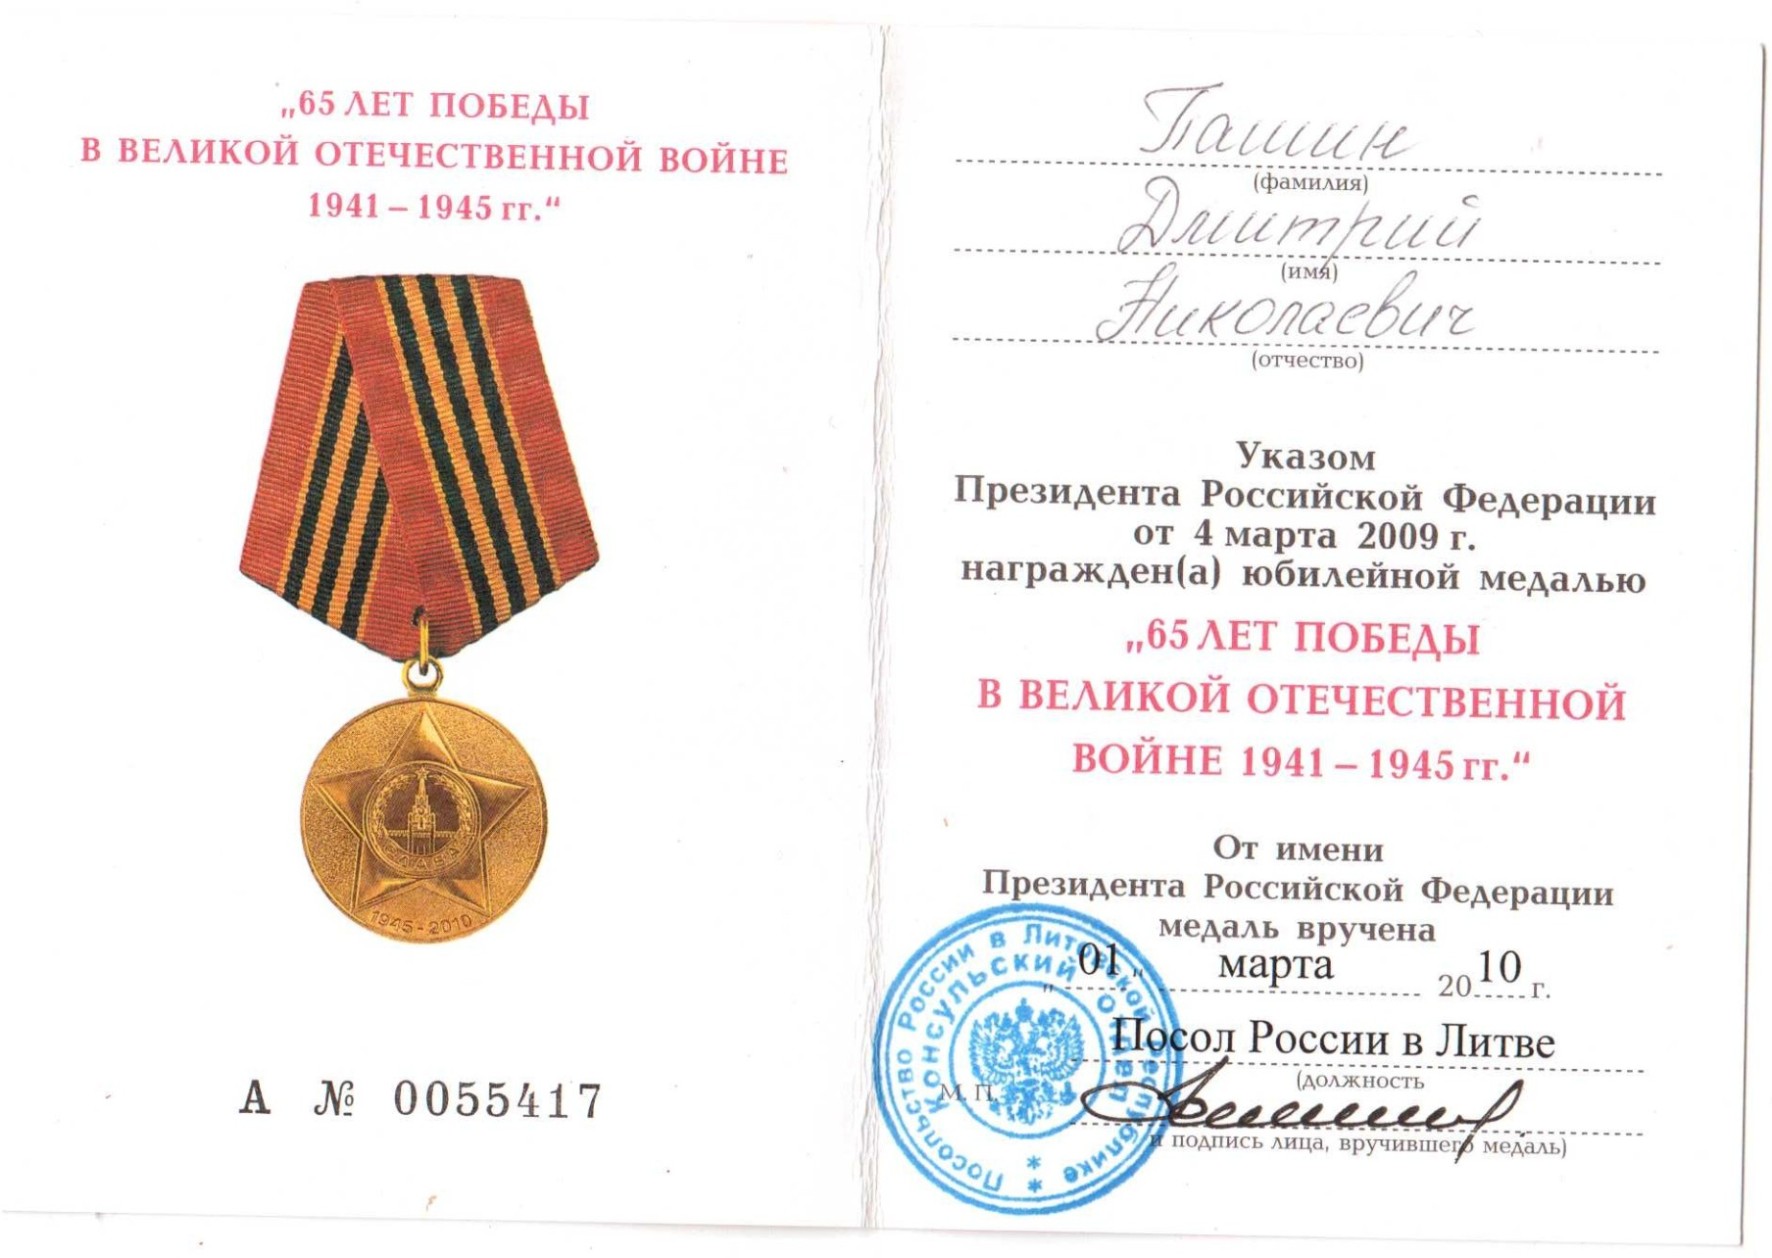 „65 ЛЕТ ПОБЕДЫ
В ВЕЛИКОЙ ОТЕЧЕСТВЕННОЙ ВОЙНЕ
1941 – 1945 гг.“
СЛАВА
1945-2010
А № 0055417
Пашин
(фамилия)
Дмитрий
(имя)
Николаевич
(отчество)
Указом
Президента Российской Федерации
от 4 марта 2009 г.
награжден(а) юбилейной медалью
„65 ЛЕТ ПОБЕДЫ
В ВЕЛИКОЙ ОТЕЧЕСТВЕННОЙ
ВОЙНЕ 1941 – 1945 гг.“
От имени
Президента Российской Федерации
медаль вручена
"01„ марта 2010 г.
Посол России в Литве
(должность
М. П.
и подпись лица, вручившего медаль)
Посольство России в Литовской Республике
Консульский отдел